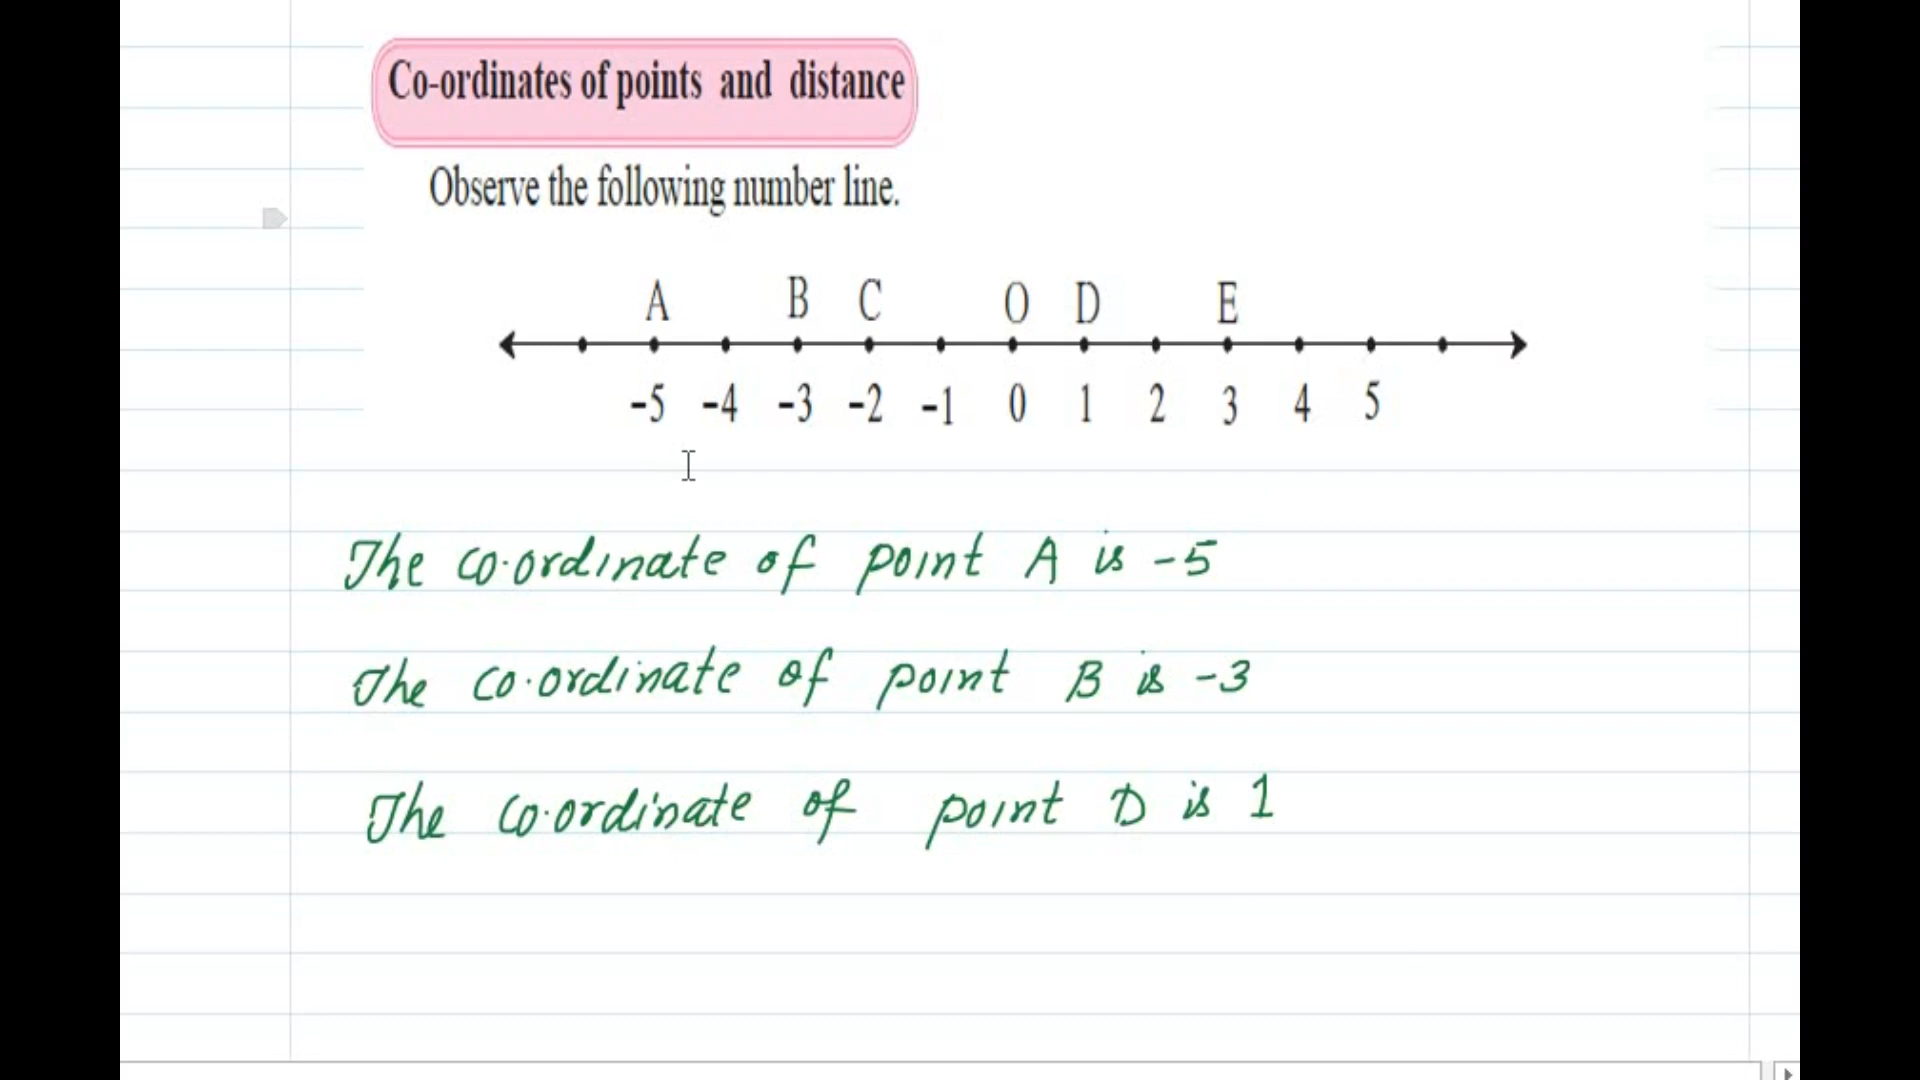 Co-ordinates of points and distance
Observe the following number line.
A B C O D E
-5 -4 -3 -2 -1 0 1 2 3 4 5
The co-ordinate of point A is -5
The co-ordinate of point B is -3
The co-ordinate of point D is 1